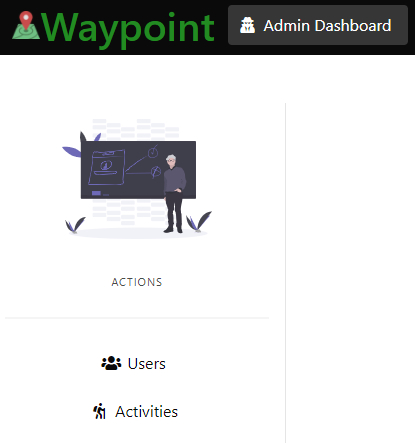 Waypoint
Admin Dashboard
ACTIONS
Users
Activities